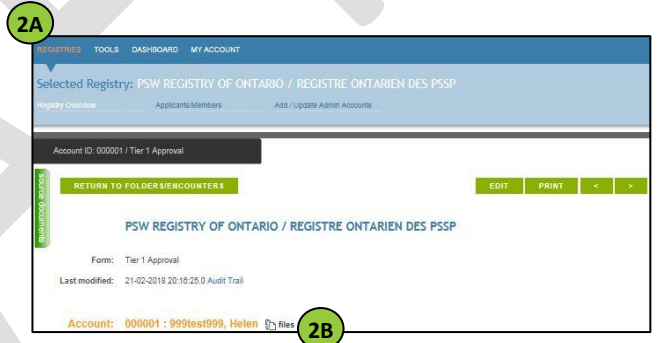 2A
REGISTRIES TOOLS DASHBOARD MY ACCOUNT
Selected Registry: PSW REGISTRY OF ONTARIO / REGISTRE ONTARIEN DES PSSP
Registry Overview Applicants/Members Add / Update Admin Accounts
Account ID: 000001 / Tier 1 Approval
source documents
RETURN TO FOLDERS/ENCOUNTERS EDIT PRINT < >
PSW REGISTRY OF ONTARIO / REGISTRE ONTARIEN DES PSSP
Form: Tier 1 Approval
Last modified: 21-02-2018 20:16:25.0 Audit Trail
Account: 000001 : 999test999, Helen files
2B